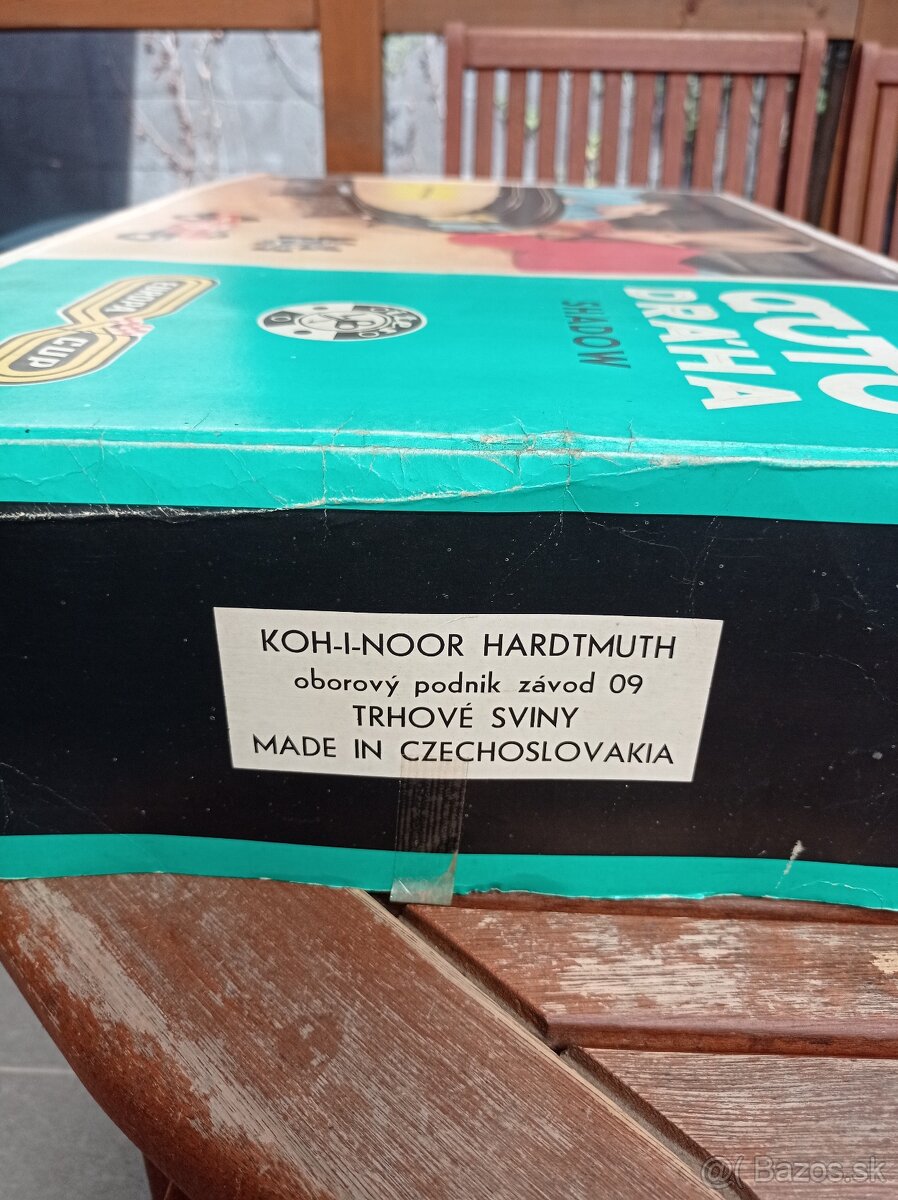 EUROPA
CUP
SHADOW
auto
DRÁHA
KOH-I-NOOR HARDTMUTH
oborový podnik závod 09
TRHOVÉ SVINY
MADE IN CZECHOSLOVAKIA
Bazos.sk